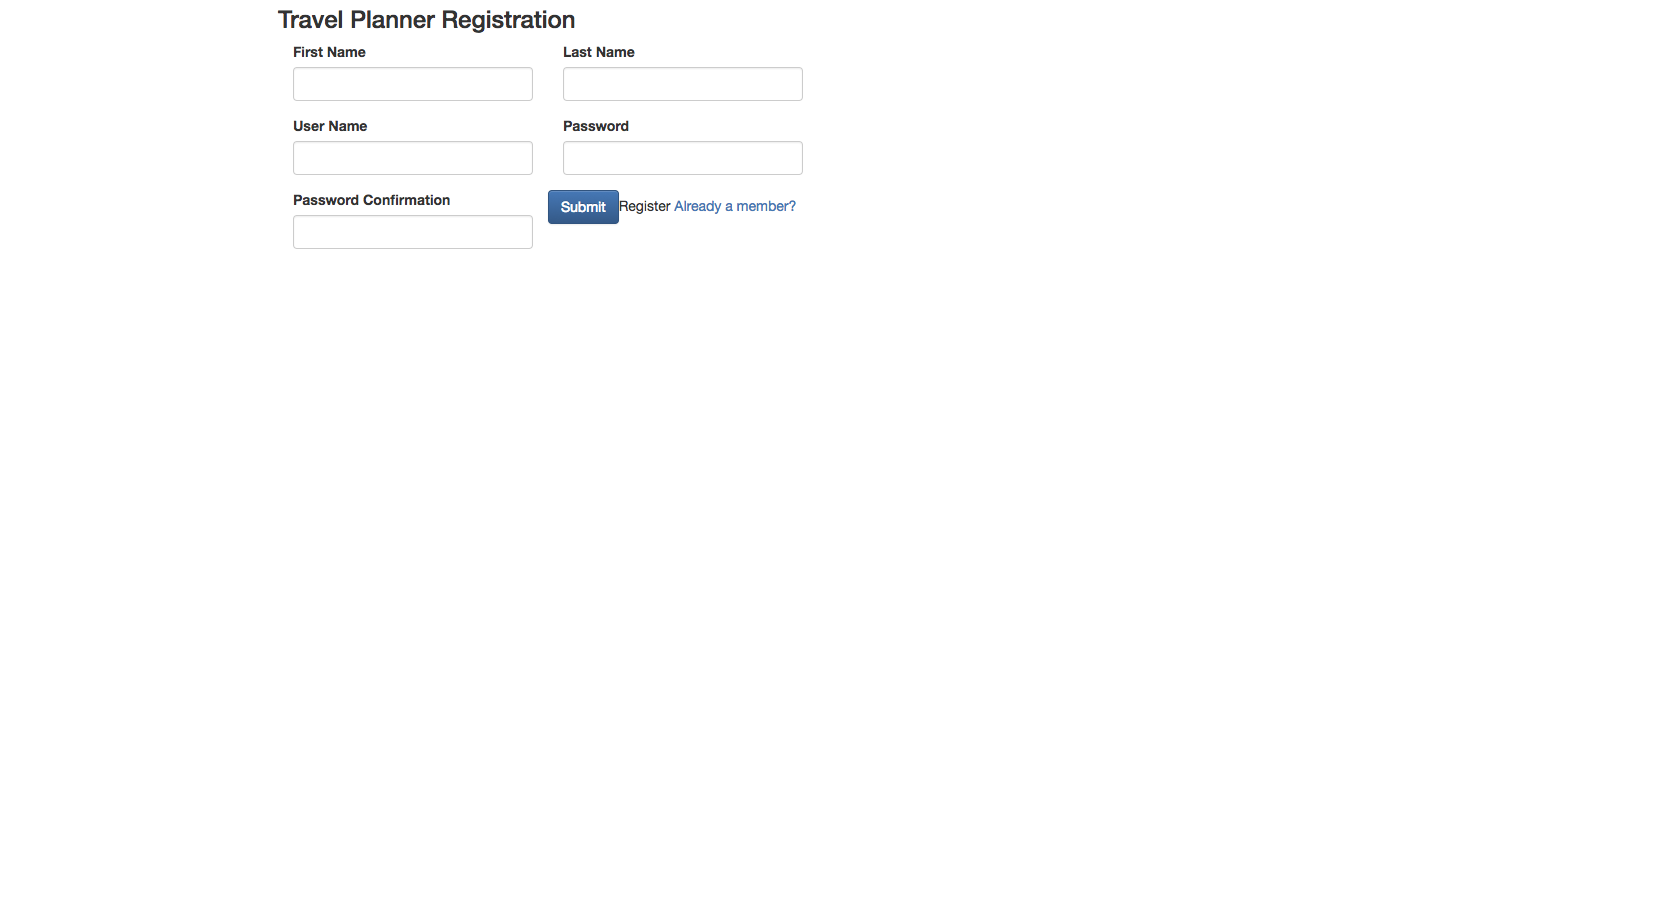 Travel Planner Registration
First Name
Last Name
User Name
Password
Password Confirmation
Submit Register Already a member?